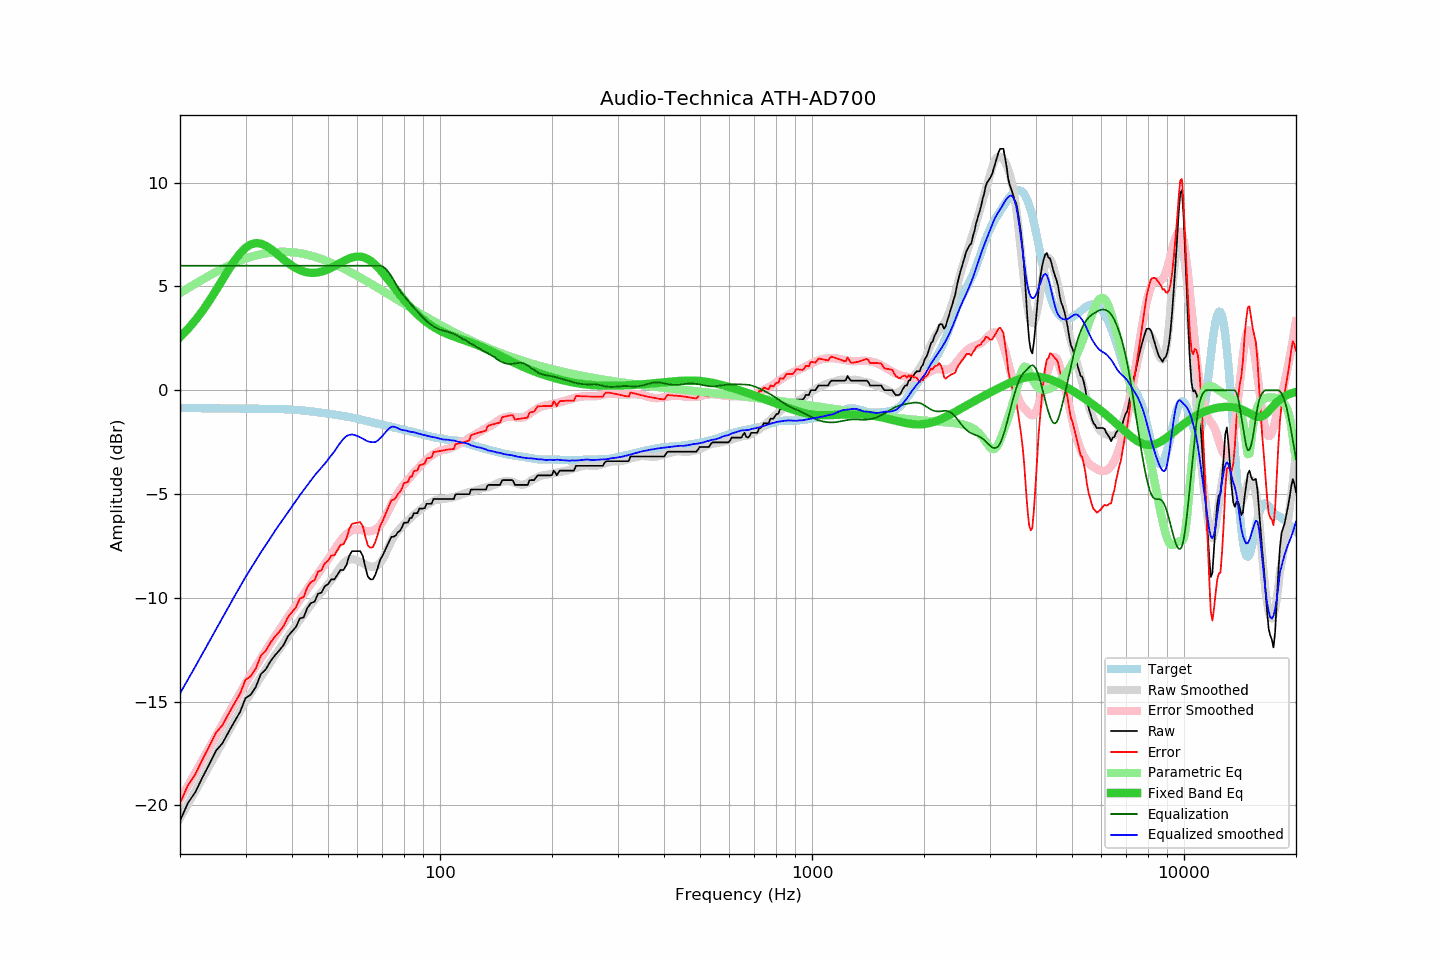 Audio-Technica ATH-AD700
Amplitude (dBr)
10
5
0
−5
−10
−15
−20
100
1000
10000
Frequency (Hz)
Target
Raw Smoothed
Error Smoothed
Raw
Error
Parametric Eq
Fixed Band Eq
Equalization
Equalized smoothed